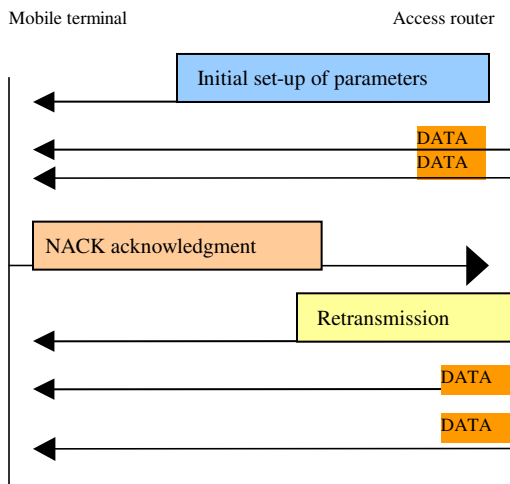 Mobile terminal
Access router
Initial set-up of parameters
DATA
DATA
NACK acknowledgment
Retransmission
DATA
DATA